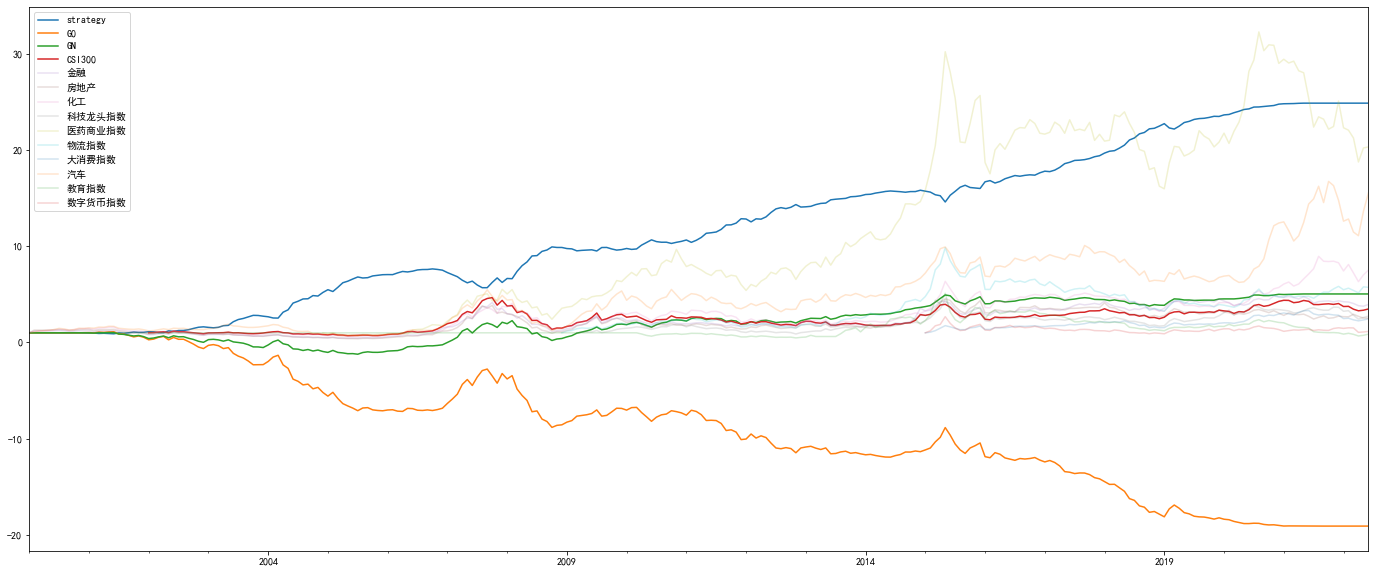 strategy
G0
GN
CSI300
金融
房地产
化工
科技龙头指数
医药商业指数
物流指数
大消费指数
汽车
教育指数
数字货币指数
30
20
10
0
−10
−20
2004
2009
2014
2019